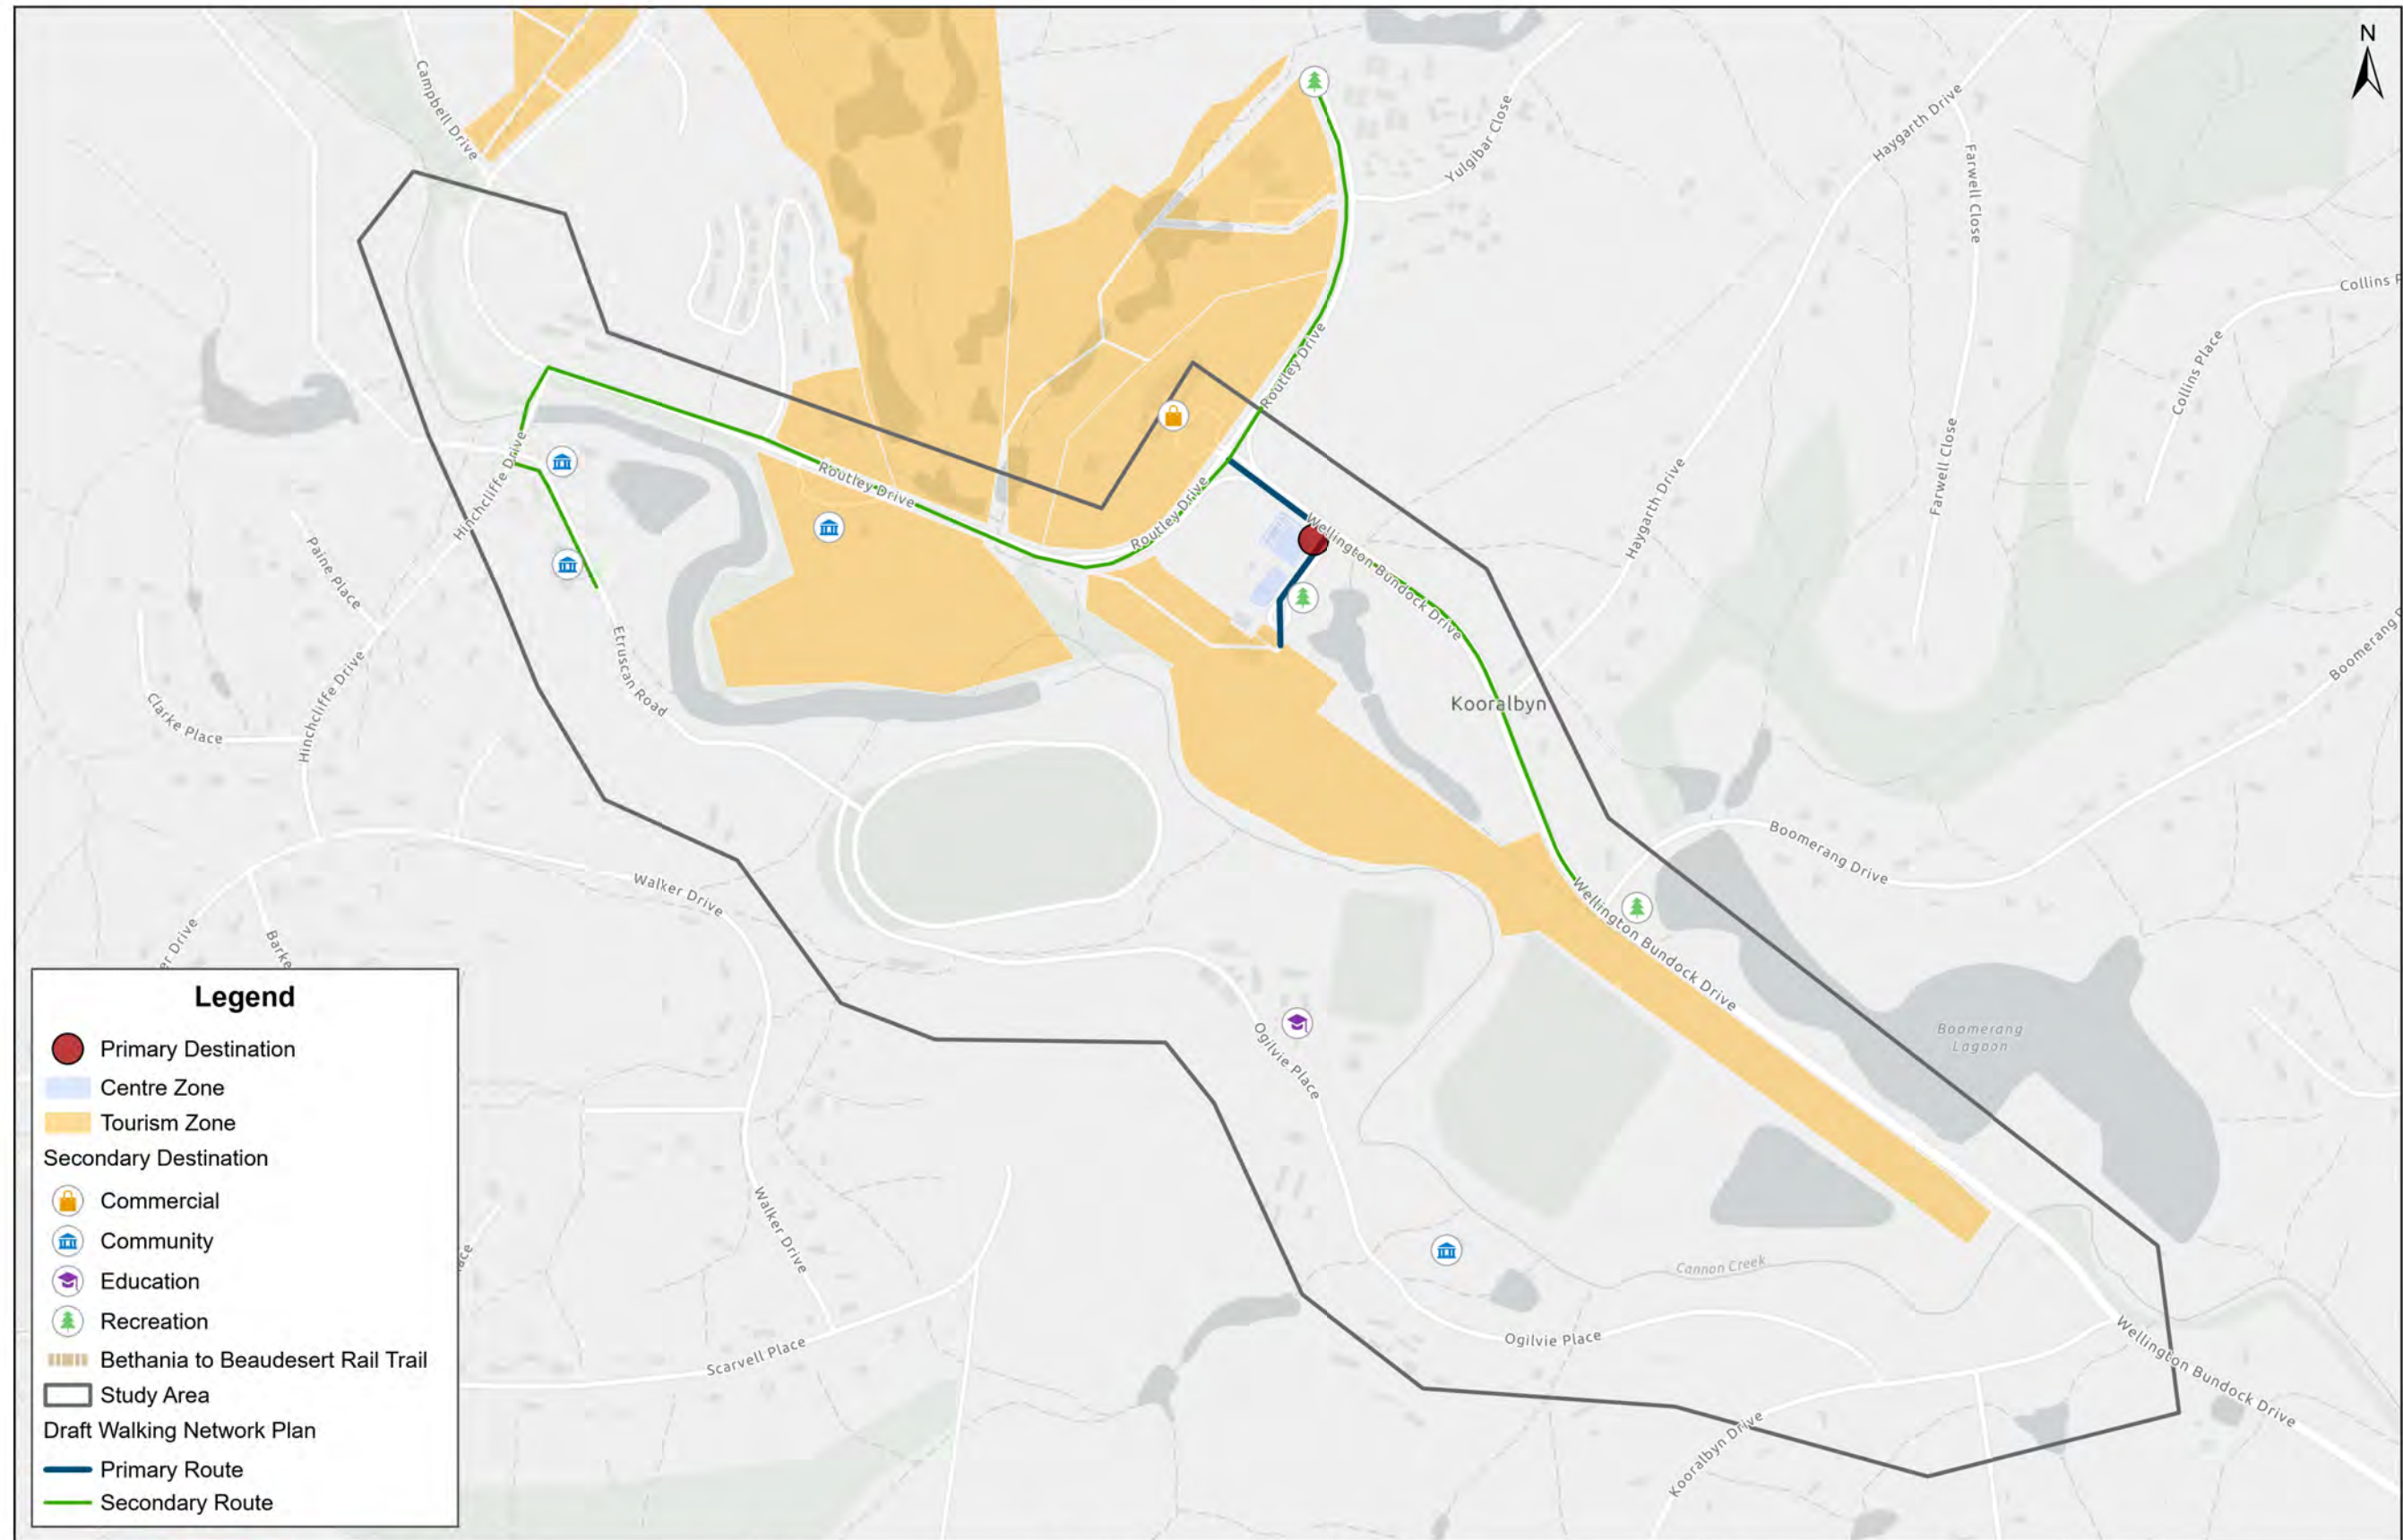 N
Campbell Drive
Yulgibar Close
Haygarth Drive
Farwell Close
Collins P
Collins Place
Routley Drive
Hinchcliffe Drive
Routley Drive
Routley Drive
Wellington Bundock Drive
Haygarth Drive
Farwell Close
Paine Place
Etruscan Road
Hinchcliffe Drive
Clarke Place
Kooralbyn
Boomerang
Boomerang Drive
Walker Drive
Wellington Bundock Drive
er Drive
Barke
Ogilvie Place
Boomerang
Lagoon
Walker Drive
Cannon Creek
Ogilvie Place
Scarvell Place
Wellington Bundock Drive
Kooralbyn Drive
ace
Legend
Primary Destination
Centre Zone
Tourism Zone
Secondary Destination
Commercial
Community
Education
Recreation
Bethania to Beaudesert Rail Trail
Study Area
Draft Walking Network Plan
Primary Route
Secondary Route